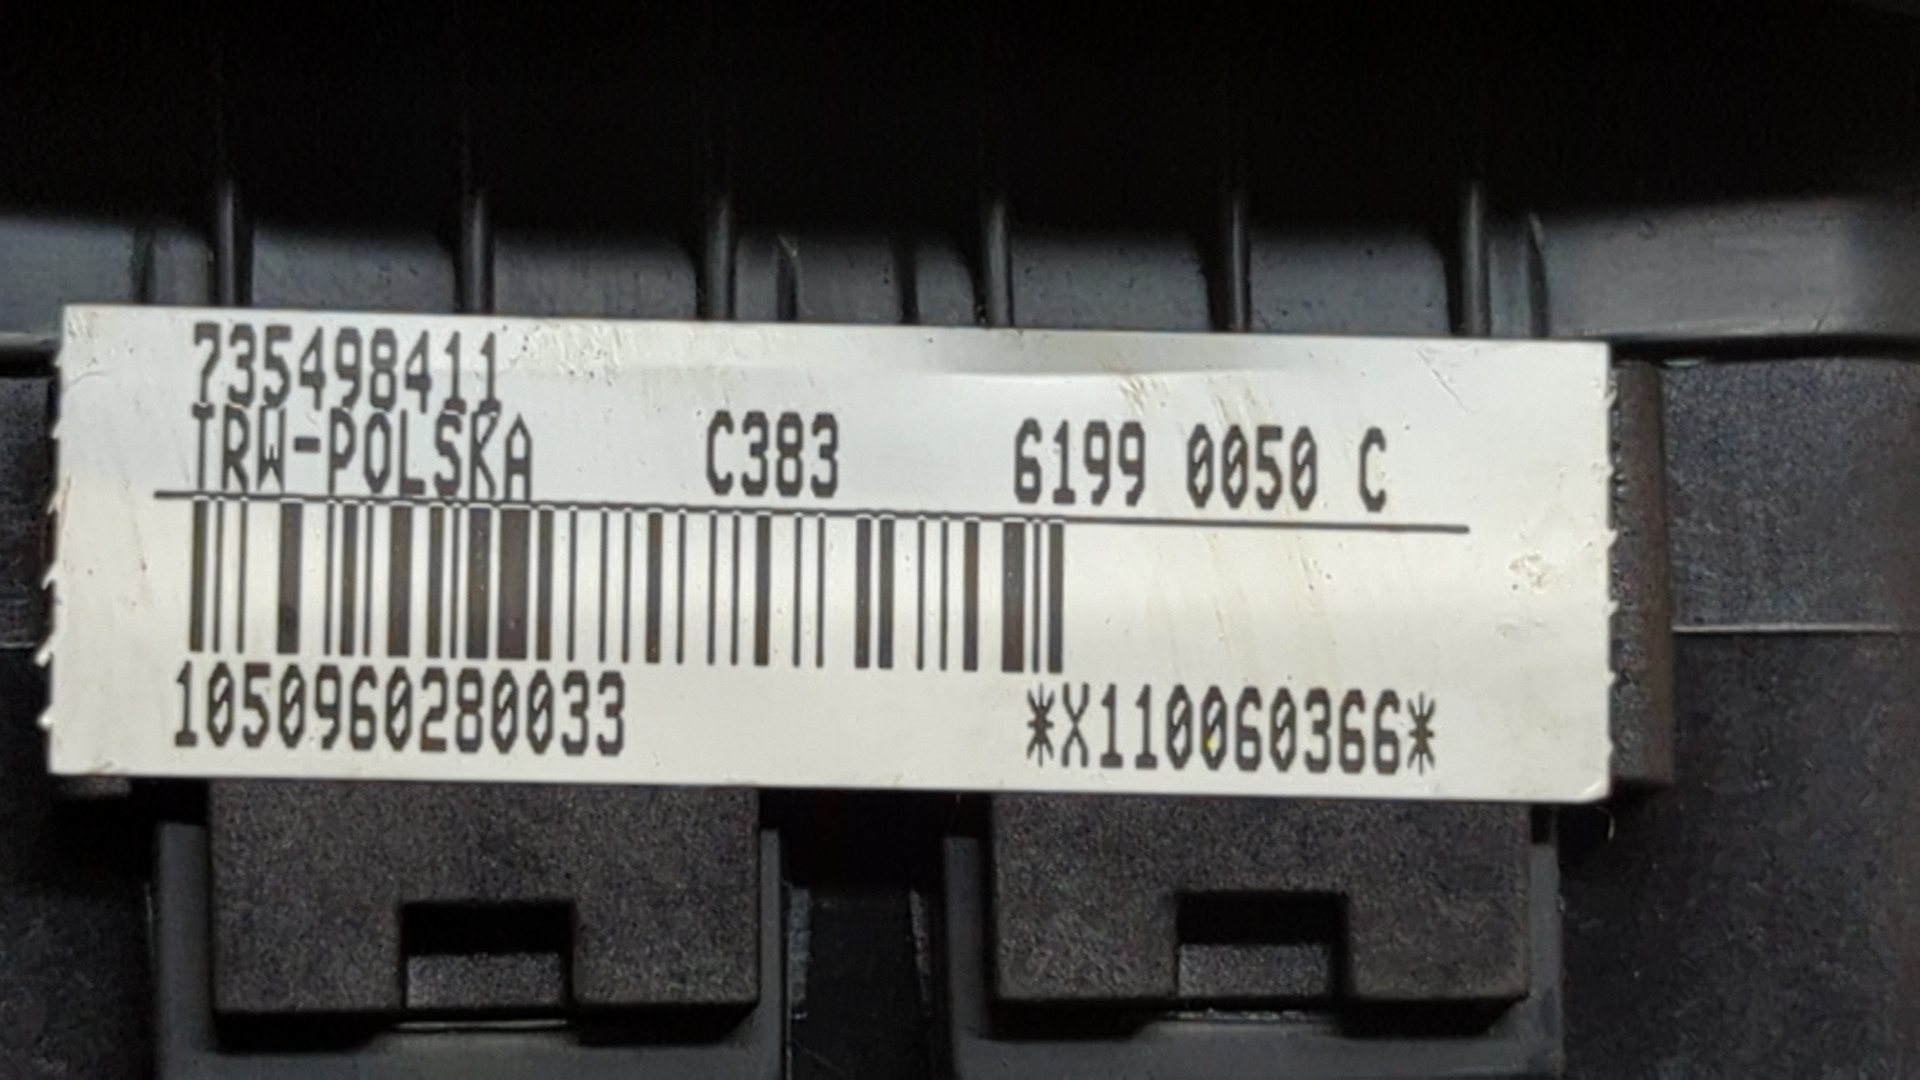 735498411
TRW-POLSKA C383 6199 0050 C
1050960280033 *X110060366*